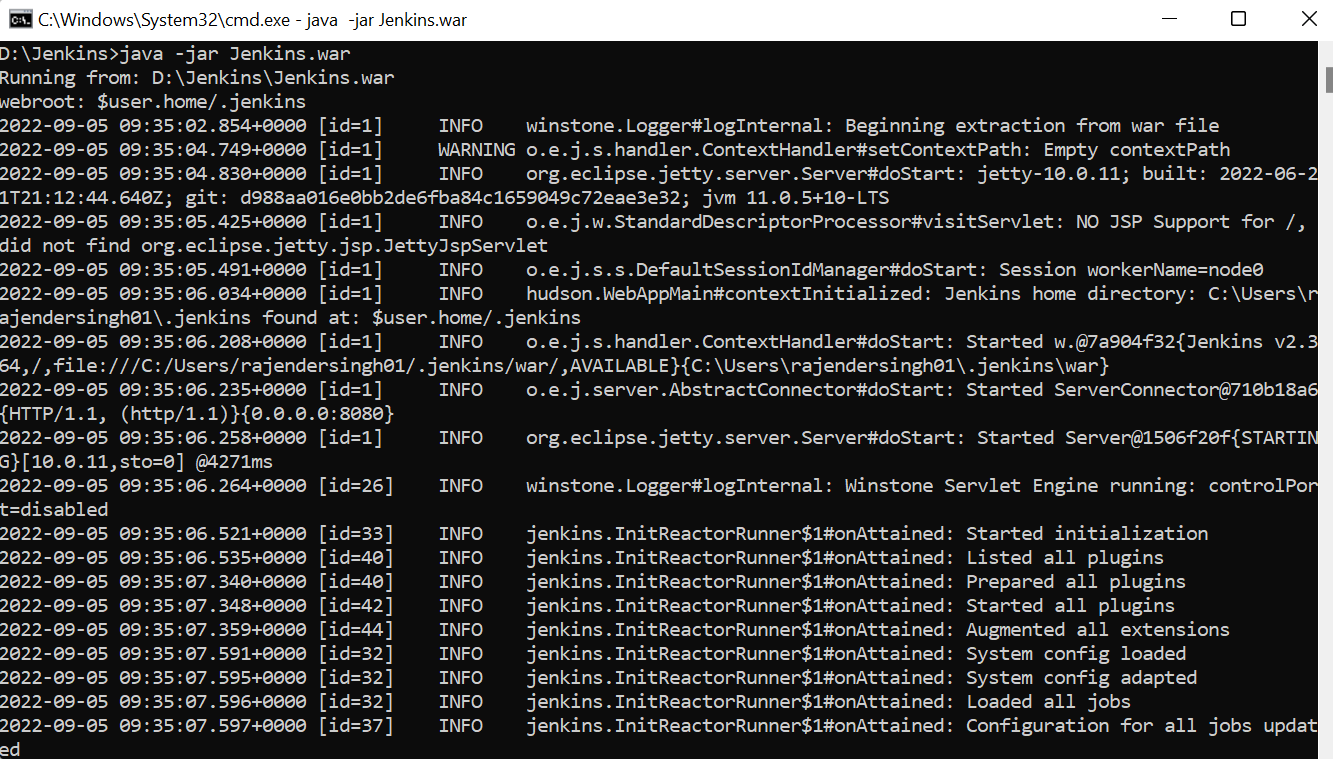 C:\Windows\System32\cmd.exe - java  -jar Jenkins.war
D:\Jenkins>java -jar Jenkins.war
Running from: D:\Jenkins\Jenkins.war
webroot: $user.home/.jenkins
2022-09-05 09:35:02.854+0000 [id=1]     INFO    winstone.Logger#logInternal: Beginning extraction from war file
2022-09-05 09:35:04.749+0000 [id=1]     WARNING o.e.j.s.handler.ContextHandler#setContextPath: Empty contextPath
2022-09-05 09:35:04.830+0000 [id=1]     INFO    org.eclipse.jetty.server.Server#doStart: jetty-10.0.11; built: 2022-06-2
1T21:12:44.640Z; git: d988aa016e0bb2de6fba84c1659049c72eae3e32; jvm 11.0.5+10-LTS
2022-09-05 09:35:05.425+0000 [id=1]     INFO    o.e.j.w.StandardDescriptorProcessor#visitServlet: NO JSP Support for /,
did not find org.eclipse.jetty.jsp.JettyJspServlet
2022-09-05 09:35:05.491+0000 [id=1]     INFO    o.e.j.s.s.DefaultSessionIdManager#doStart: Session workerName=node0
2022-09-05 09:35:06.034+0000 [id=1]     INFO    hudson.WebAppMain#contextInitialized: Jenkins home directory: C:\Users\r
ajendersingh01\.jenkins found at: $user.home/.jenkins
2022-09-05 09:35:06.208+0000 [id=1]     INFO    o.e.j.s.handler.ContextHandler#doStart: Started w.@7a904f32{Jenkins v2.3
64,/,file:///C:/Users/rajendersingh01/.jenkins/war/,AVAILABLE}{C:\Users\rajendersingh01\.jenkins\war}
2022-09-05 09:35:06.235+0000 [id=1]     INFO    o.e.j.server.AbstractConnector#doStart: Started ServerConnector@710b18a6
{HTTP/1.1, (http/1.1)}{0.0.0.0:8080}
2022-09-05 09:35:06.258+0000 [id=1]     INFO    org.eclipse.jetty.server.Server#doStart: Started Server@1506f20f{STARTIN
G}[10.0.11,sto=0] @4271ms
2022-09-05 09:35:06.264+0000 [id=26]    INFO    winstone.Logger#logInternal: Winstone Servlet Engine running: controlPor
t=disabled
2022-09-05 09:35:06.521+0000 [id=33]    INFO    jenkins.InitReactorRunner$1#onAttained: Started initialization
2022-09-05 09:35:06.535+0000 [id=40]    INFO    jenkins.InitReactorRunner$1#onAttained: Listed all plugins
2022-09-05 09:35:07.340+0000 [id=40]    INFO    jenkins.InitReactorRunner$1#onAttained: Prepared all plugins
2022-09-05 09:35:07.348+0000 [id=42]    INFO    jenkins.InitReactorRunner$1#onAttained: Started all plugins
2022-09-05 09:35:07.359+0000 [id=44]    INFO    jenkins.InitReactorRunner$1#onAttained: Augmented all extensions
2022-09-05 09:35:07.591+0000 [id=32]    INFO    jenkins.InitReactorRunner$1#onAttained: System config loaded
2022-09-05 09:35:07.595+0000 [id=32]    INFO    jenkins.InitReactorRunner$1#onAttained: System config adapted
2022-09-05 09:35:07.596+0000 [id=32]    INFO    jenkins.InitReactorRunner$1#onAttained: Loaded all jobs
2022-09-05 09:35:07.597+0000 [id=37]    INFO    jenkins.InitReactorRunner$1#onAttained: Configuration for all jobs updat
ed